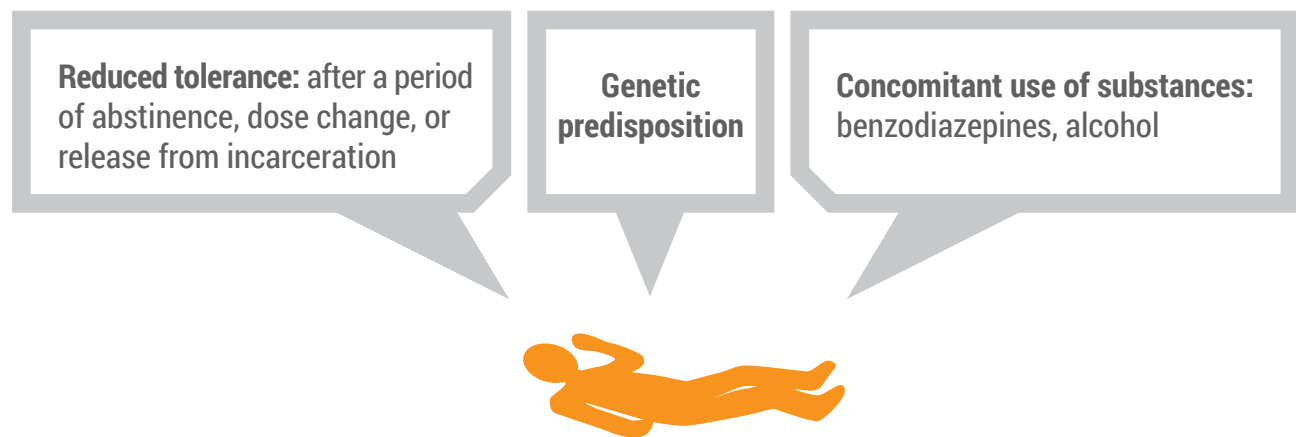 Reduced tolerance: after a period
of abstinence, dose change, or
release from incarceration
Genetic
predisposition
Concomitant use of substances:
benzodiazepines, alcohol